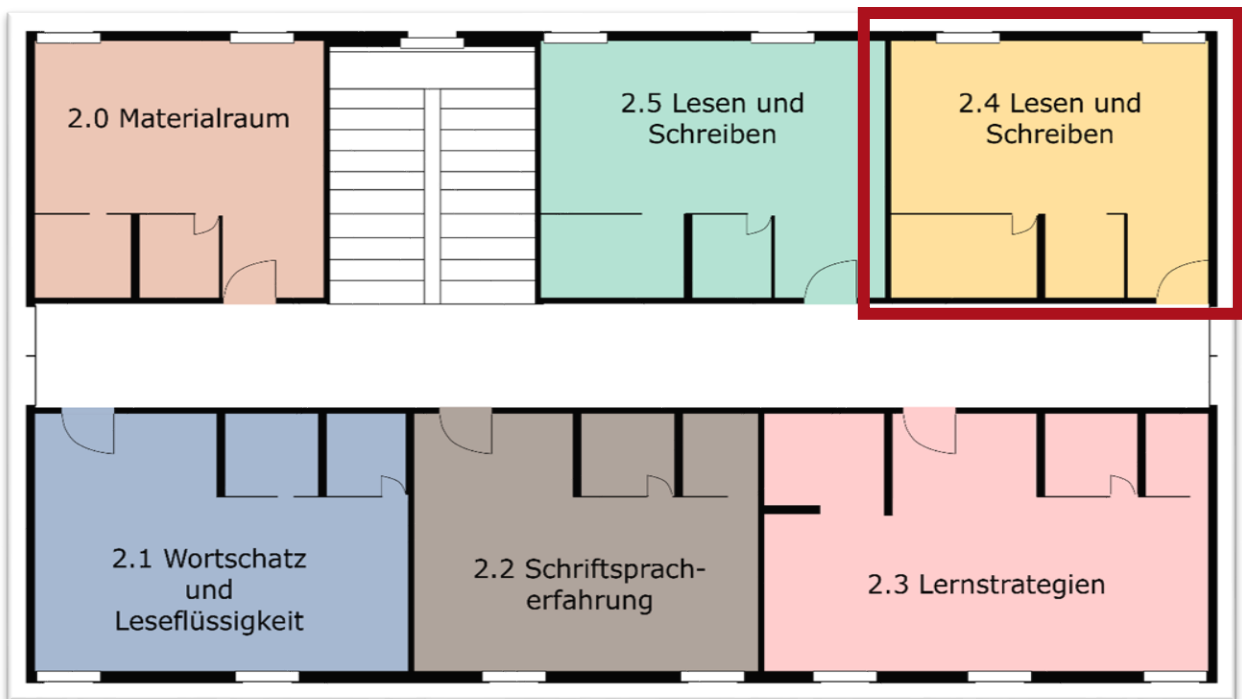 2.0 Materialraum
2.5 Lesen und
Schreiben
2.4 Lesen und
Schreiben
2.1 Wortschatz
und
Leseflüssigkeit
2.2 Schriftsprach-
erfahrung
2.3 Lernstrategien